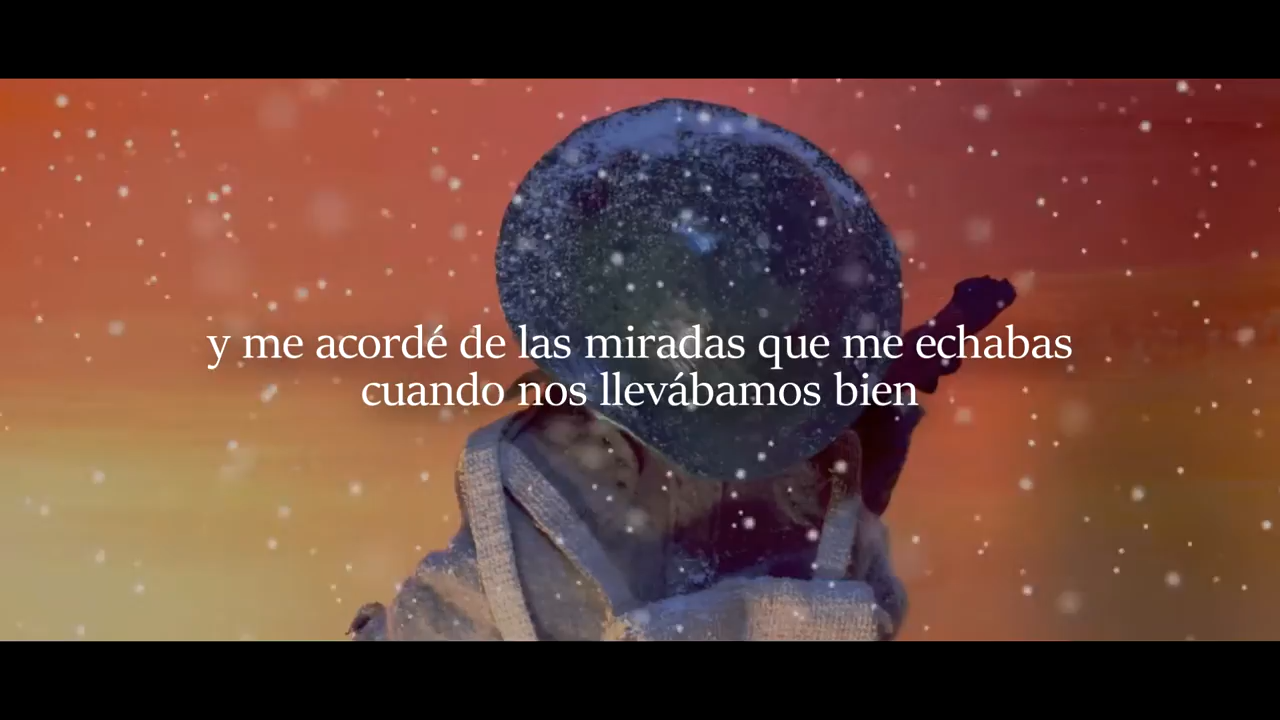 y me acordé de las miradas que me echabas
cuando nos llevábamos bien